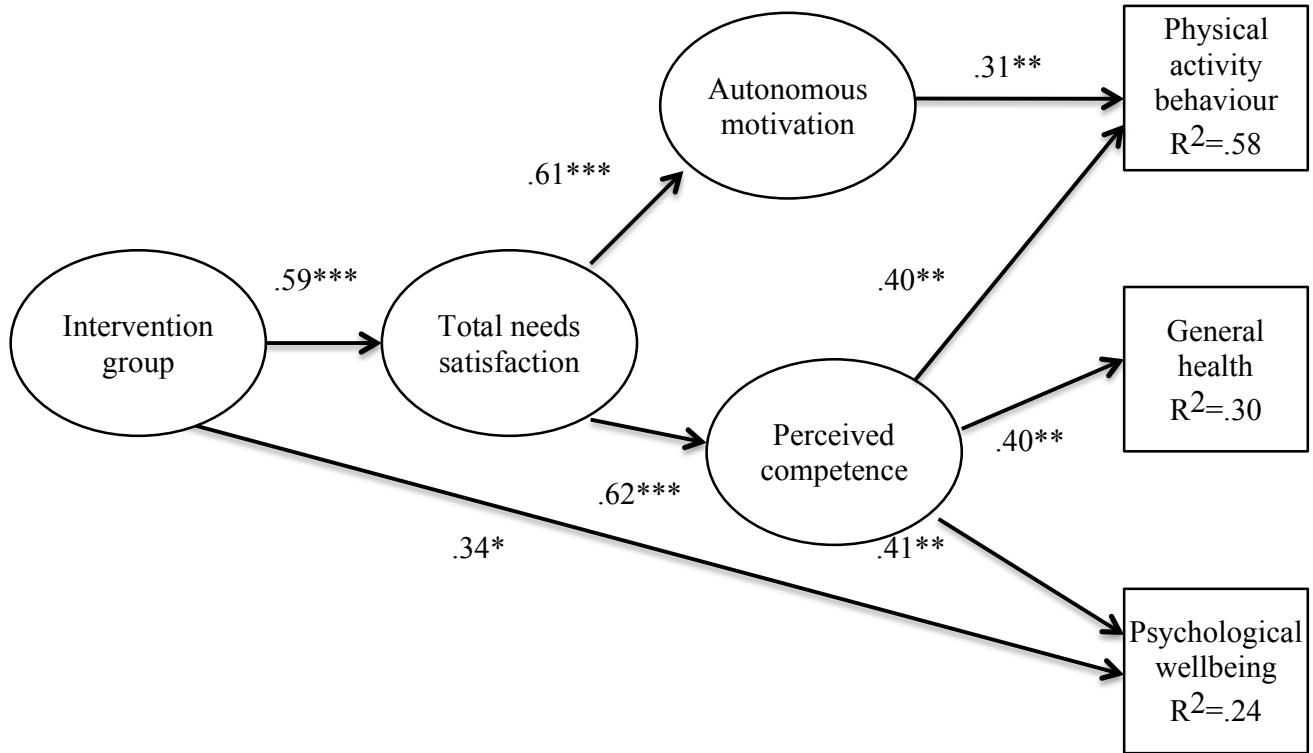 Physical
activity
behaviour
R²=.58
.31**
Autonomous
motivation
.61***
.59***
.40**
Intervention
group
Total needs
satisfaction
General
health
R²=.30
Perceived
competence
.40**
.62***
.34*
.41**
Psychological
wellbeing
R²=.24